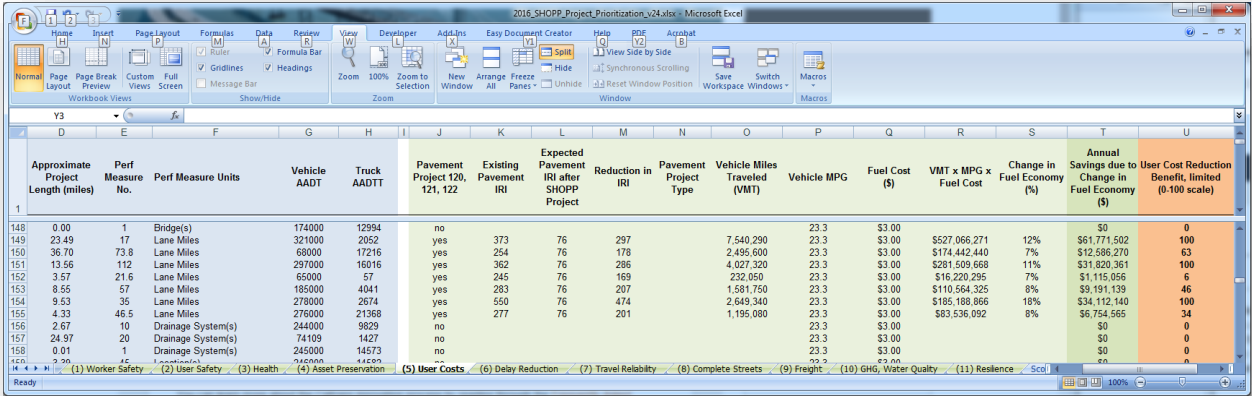 2016_SHOPP_Project_Prioritization_v24.xlsx - Microsoft Excel
F 1 2 3
Home Insert Page Layout Formulas Data Review View Developer Add-Ins Easy Document Creator Help PDF Acrobat
H N P M A R W L X Y1 Q Y2 B
Normal Page Layout Page Break Preview Custom Views Full Screen
Workbook Views
Ruler Formula Bar
Gridlines Headings
Message Bar
Show/Hide
Zoom 100% Zoom to Selection
Zoom
New Window Arrange All Freeze Panes
Split View Side by Side
Hide Synchronous Scrolling
Unhide Reset Window Position
Save Workspace Switch Windows
Window
Macros
Macros
Y3 fx
D E F G H I J K L M N O P Q R S T U
1 Approximate Project Length (miles) Perf Measure No. Perf Measure Units Vehicle AADT Truck AADTT Pavement Project 120, 121, 122 Existing Pavement IRI Expected Pavement IRI after SHOPP Project Reduction in IRI Pavement Project Type Vehicle Miles Traveled (VMT) Vehicle MPG Fuel Cost ($) VMT x MPG x Fuel Cost Change in Fuel Economy (%) Annual Savings due to Change in Fuel Economy ($) User Cost Reduction Benefit, limited (0-100 scale)
148 0.00 1 Bridge(s) 174000 12994 no 23.3 $3.00 $0 0
149 23.49 17 Lane Miles 321000 2052 yes 373 76 297 7,540,290 23.3 $3.00 $527,066,271 12% $61,771,502 100
150 36.70 73.8 Lane Miles 68000 17216 yes 254 76 178 2,495,600 23.3 $3.00 $174,442,440 7% $12,586,270 63
151 13.56 112 Lane Miles 297000 16016 yes 362 76 286 4,027,320 23.3 $3.00 $281,509,668 11% $31,820,361 100
152 3.57 21.6 Lane Miles 65000 57 yes 245 76 169 232,050 23.3 $3.00 $16,220,295 7% $1,115,056 6
153 8.55 57 Lane Miles 185000 4041 yes 283 76 207 1,581,750 23.3 $3.00 $110,564,325 8% $9,191,139 46
154 9.53 35 Lane Miles 278000 2674 yes 550 76 474 2,649,340 23.3 $3.00 $185,188,866 18% $34,112,140 100
155 4.33 46.5 Lane Miles 276000 21368 yes 277 76 201 1,195,080 23.3 $3.00 $83,536,092 8% $6,754,565 34
156 2.67 10 Drainage System(s) 244000 9829 no 23.3 $3.00 $0 0
157 24.97 20 Drainage System(s) 74109 1427 no 23.3 $3.00 $0 0
158 0.01 1 Drainage System(s) 245000 14573 no 23.3 $3.00 $0 0
(1) Worker Safety (2) User Safety (3) Health (4) Asset Preservation (5) User Costs (6) Delay Reduction (7) Travel Reliability (8) Complete Streets (9) Freight (10) GHG, Water Quality (11) Resilience Sco
Ready 100%